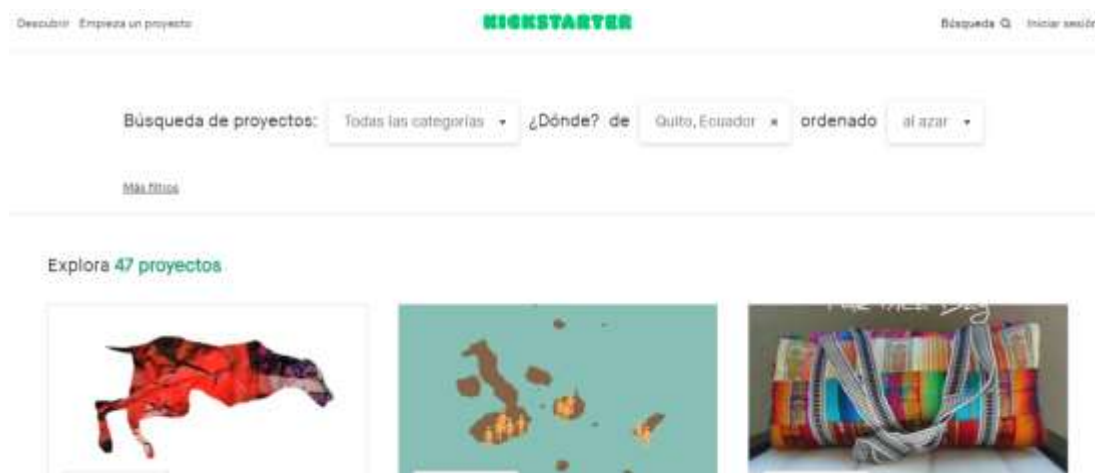 Descubrir Empieza un proyecto
KICKSTARTER
Búsqueda Iniciar sesión
Búsqueda de proyectos: Todas las categorías ¿Dónde? de Quito, Ecuador × ordenado al azar
Más filtros
Explora 47 proyectos
Bag